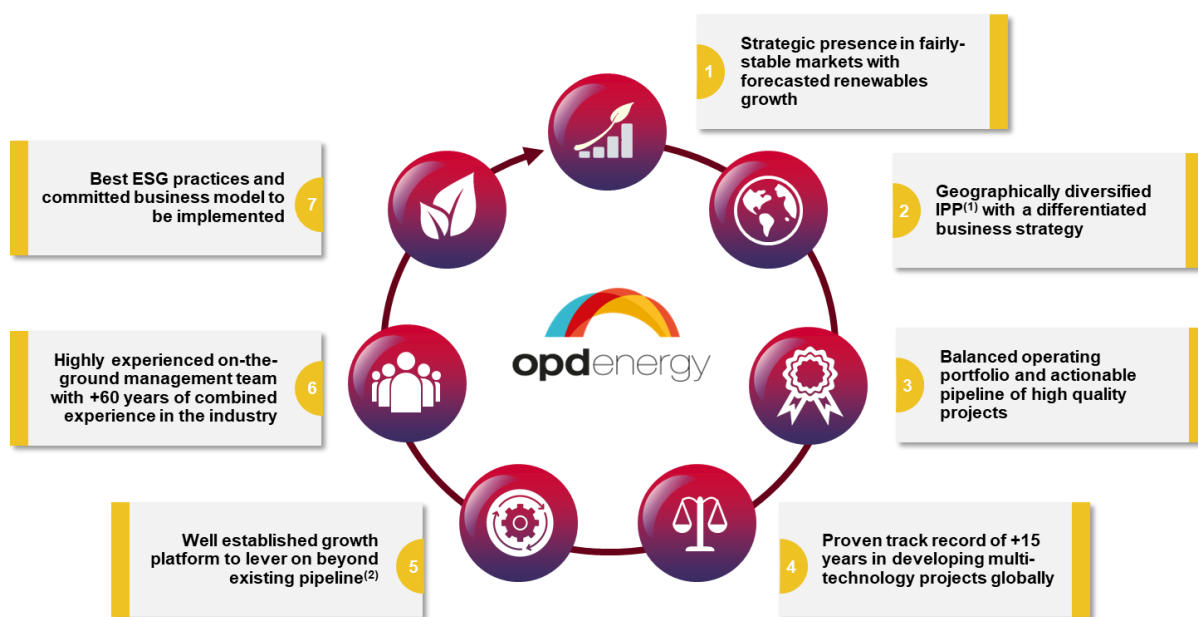 1
Strategic presence in fairly-
stable markets with
forecasted renewables
growth
2
Geographically diversified
IPP(1) with a differentiated
business strategy
3
Balanced operating
portfolio and actionable
pipeline of high quality
projects
4
Proven track record of +15
years in developing multi-
technology projects globally
5
Well established growth
platform to lever on beyond
existing pipeline(2)
6
Highly experienced on-the-
ground management team
with +60 years of combined
experience in the industry
7
Best ESG practices and
committed business model to
be implemented
opdenergy